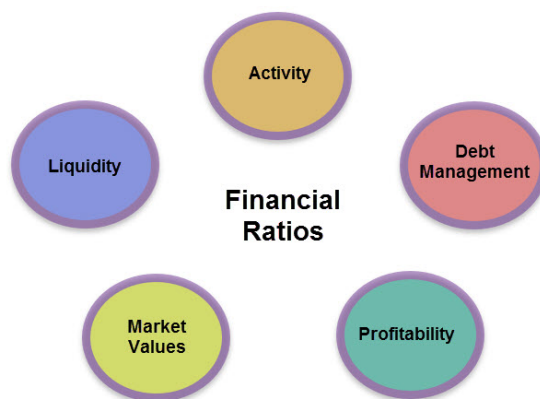 Activity
Liquidity
Debt
Management
Financial
Ratios
Market
Values
Profitability